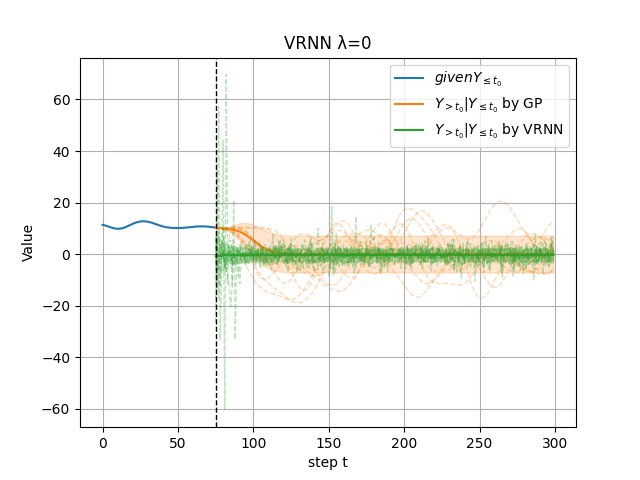 VRNN λ=0
givenY≤t₀
Y>t₀|Y≤t₀ by GP
Y>t₀|Y≤t₀ by VRNN
Value
60
40
20
0
−20
−40
−60
0 50 100 150 200 250 300
step t